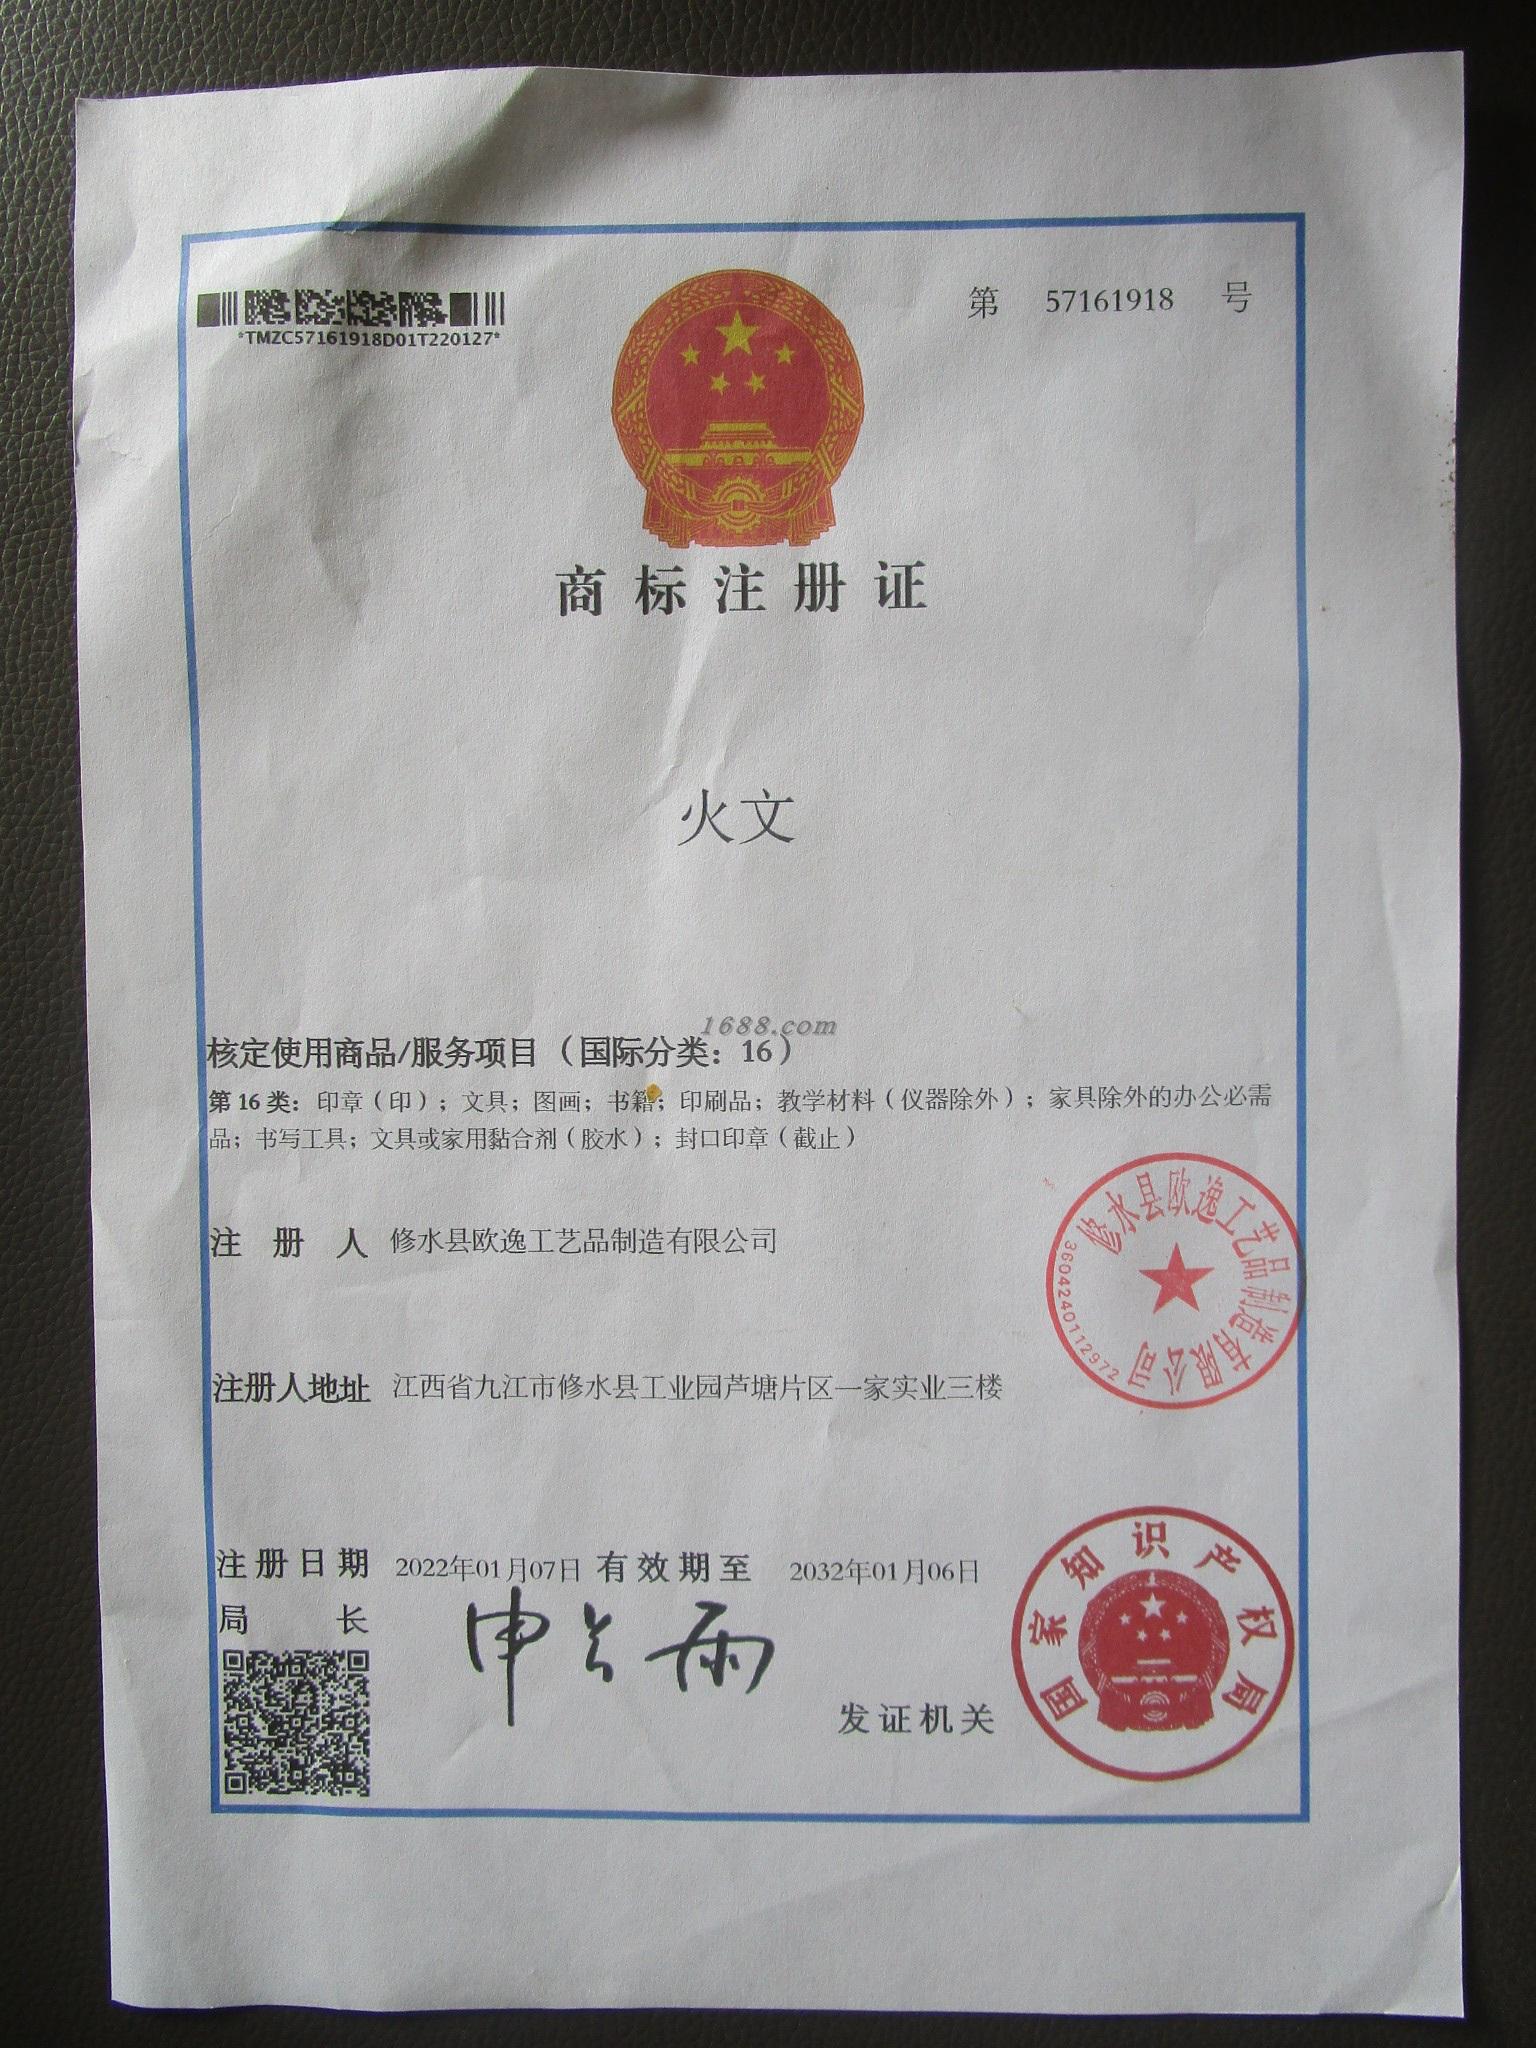 *TMZC57161918D01T220127*
第 57161918 号
商标注册证
火文
1688.com
核定使用商品/服务项目（国际分类：16）
第 16 类：印章（印）；文具；图画；书籍；印刷品；教学材料（仪器除外）；家具除外的办公必需
品；书写工具；文具或家用黏合剂（胶水）；封口印章（截止）
注册人 修水县欧逸工艺品制造有限公司
修水县欧逸工艺品制造有限公司
3604240112972
注册人地址 江西省九江市修水县工业园芦塘片区一家实业三楼
注册日期 2022年01月07日 有效期至 2032年01月06日
局长 申长雨
发证机关
国家知识产权局